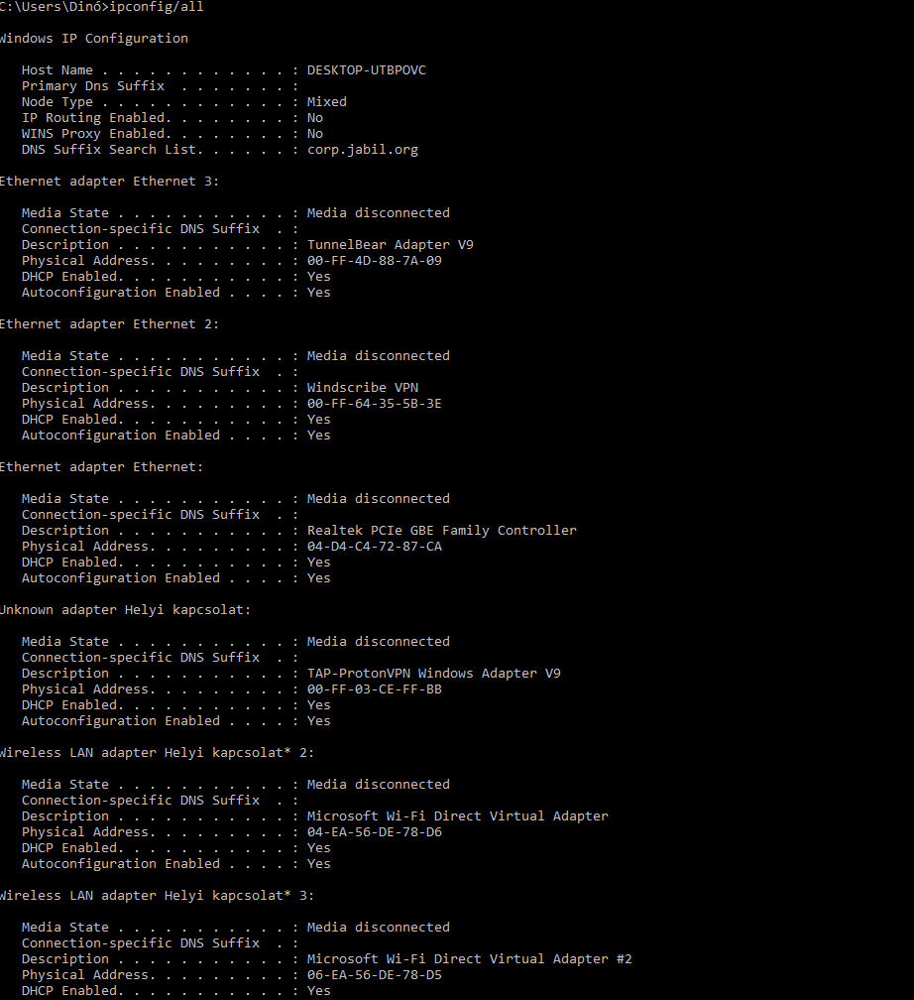 C:\Users\Dinó>ipconfig/all
Windows IP Configuration
Host Name . . . . . . . . . . . . : DESKTOP-UTBPOVC
Primary Dns Suffix . . . . . . . :
Node Type . . . . . . . . . . . . : Mixed
IP Routing Enabled. . . . . . . . : No
WINS Proxy Enabled. . . . . . . . : No
DNS Suffix Search List. . . . . . : corp.jabil.org
Ethernet adapter Ethernet 3:
Media State . . . . . . . . . . . : Media disconnected
Connection-specific DNS Suffix . :
Description . . . . . . . . . . . : TunnelBear Adapter V9
Physical Address. . . . . . . . . : 00-FF-4D-88-7A-09
DHCP Enabled. . . . . . . . . . . : Yes
Autoconfiguration Enabled . . . . : Yes
Ethernet adapter Ethernet 2:
Media State . . . . . . . . . . . : Media disconnected
Connection-specific DNS Suffix . :
Description . . . . . . . . . . . : Windscribe VPN
Physical Address. . . . . . . . . : 00-FF-64-35-5B-3E
DHCP Enabled. . . . . . . . . . . : Yes
Autoconfiguration Enabled . . . . : Yes
Ethernet adapter Ethernet:
Media State . . . . . . . . . . . : Media disconnected
Connection-specific DNS Suffix . :
Description . . . . . . . . . . . : Realtek PCIe GBE Family Controller
Physical Address. . . . . . . . . : 04-D4-C4-72-87-CA
DHCP Enabled. . . . . . . . . . . : Yes
Autoconfiguration Enabled . . . . : Yes
Unknown adapter Helyi kapcsolat:
Media State . . . . . . . . . . . : Media disconnected
Connection-specific DNS Suffix . :
Description . . . . . . . . . . . : TAP-ProtonVPN Windows Adapter V9
Physical Address. . . . . . . . . : 00-FF-03-CE-FF-BB
DHCP Enabled. . . . . . . . . . . : Yes
Autoconfiguration Enabled . . . . : Yes
Wireless LAN adapter Helyi kapcsolat* 2:
Media State . . . . . . . . . . . : Media disconnected
Connection-specific DNS Suffix . :
Description . . . . . . . . . . . : Microsoft Wi-Fi Direct Virtual Adapter
Physical Address. . . . . . . . . : 04-EA-56-DE-78-D6
DHCP Enabled. . . . . . . . . . . : Yes
Autoconfiguration Enabled . . . . : Yes
Wireless LAN adapter Helyi kapcsolat* 3:
Media State . . . . . . . . . . . : Media disconnected
Connection-specific DNS Suffix . :
Description . . . . . . . . . . . : Microsoft Wi-Fi Direct Virtual Adapter #2
Physical Address. . . . . . . . . : 06-EA-56-DE-78-D5
DHCP Enabled. . . . . . . . . . . : Yes